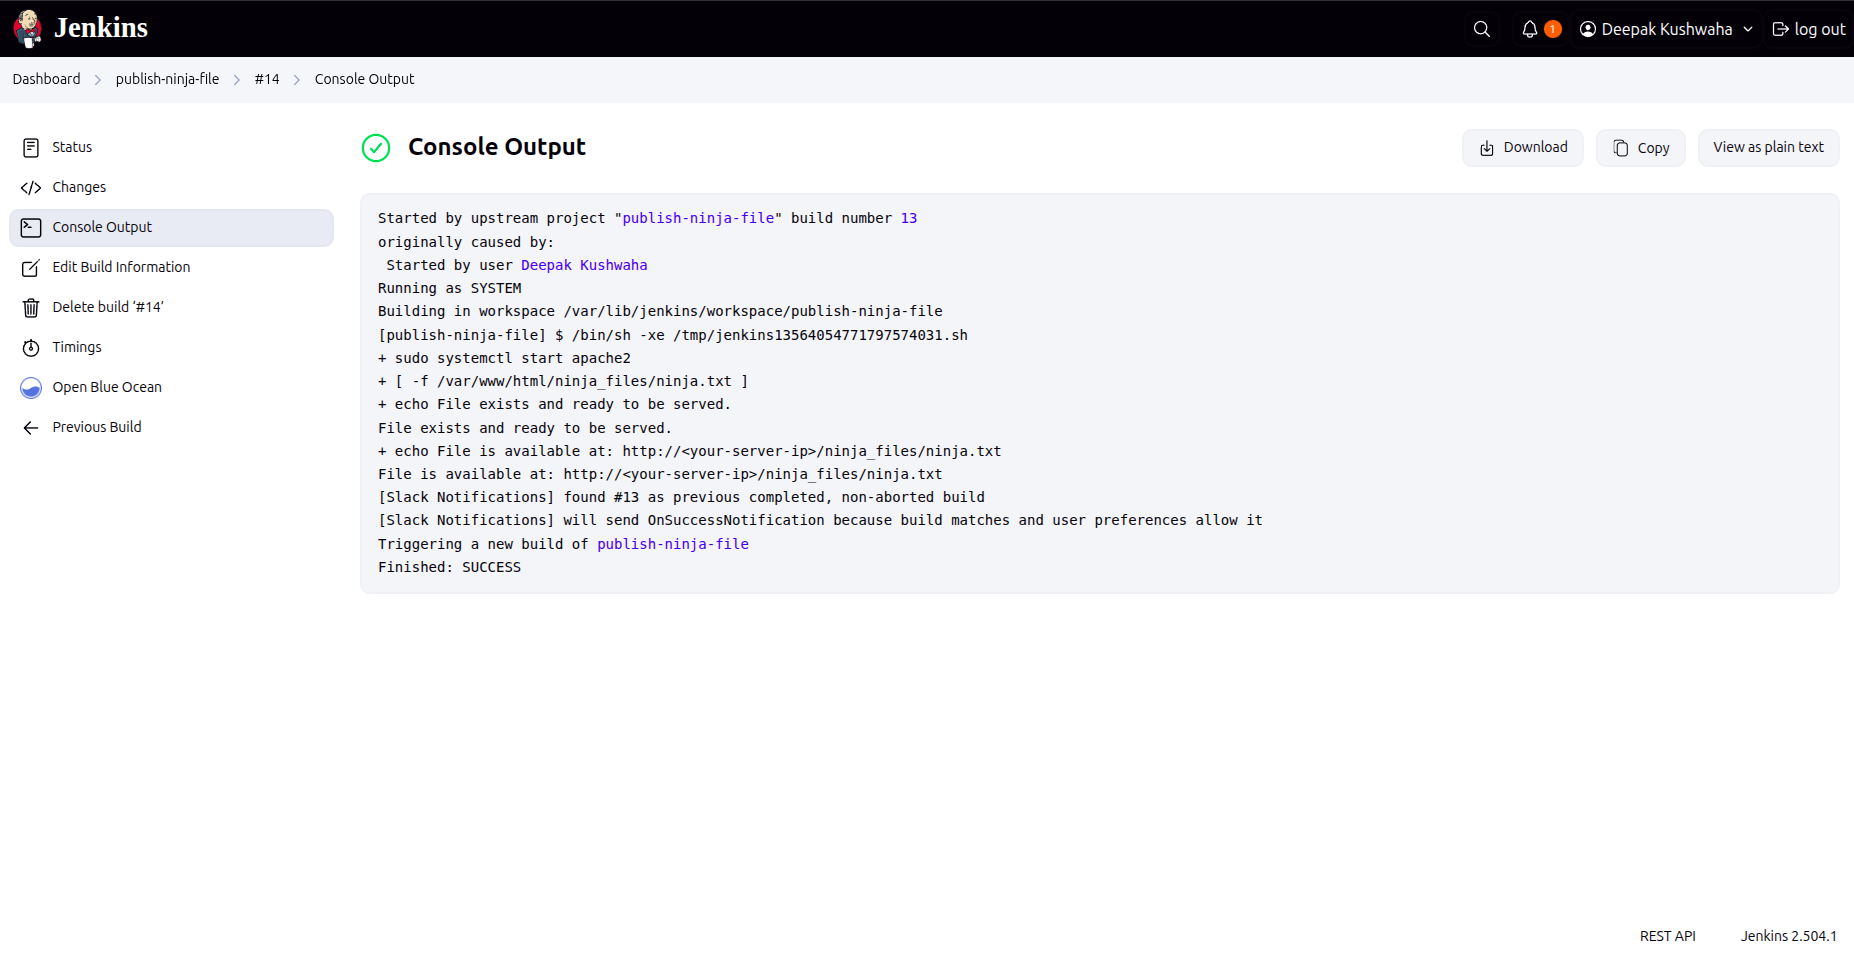 Jenkins
1
Deepak Kushwaha
log out
Dashboard
publish-ninja-file
#14
Console Output
Status
Changes
Console Output
Edit Build Information
Delete build ‘#14’
Timings
Open Blue Ocean
Previous Build
Console Output
Download
Copy
View as plain text
Started by upstream project "publish-ninja-file" build number 13
originally caused by:
Started by user Deepak Kushwaha
Running as SYSTEM
Building in workspace /var/lib/jenkins/workspace/publish-ninja-file
[publish-ninja-file] $ /bin/sh -xe /tmp/jenkins13564054771797574031.sh
+ sudo systemctl start apache2
+ [ -f /var/www/html/ninja_files/ninja.txt ]
+ echo File exists and ready to be served.
File exists and ready to be served.
+ echo File is available at: http://<your-server-ip>/ninja_files/ninja.txt
File is available at: http://<your-server-ip>/ninja_files/ninja.txt
[Slack Notifications] found #13 as previous completed, non-aborted build
[Slack Notifications] will send OnSuccessNotification because build matches and user preferences allow it
Triggering a new build of publish-ninja-file
Finished: SUCCESS
REST API
Jenkins 2.504.1